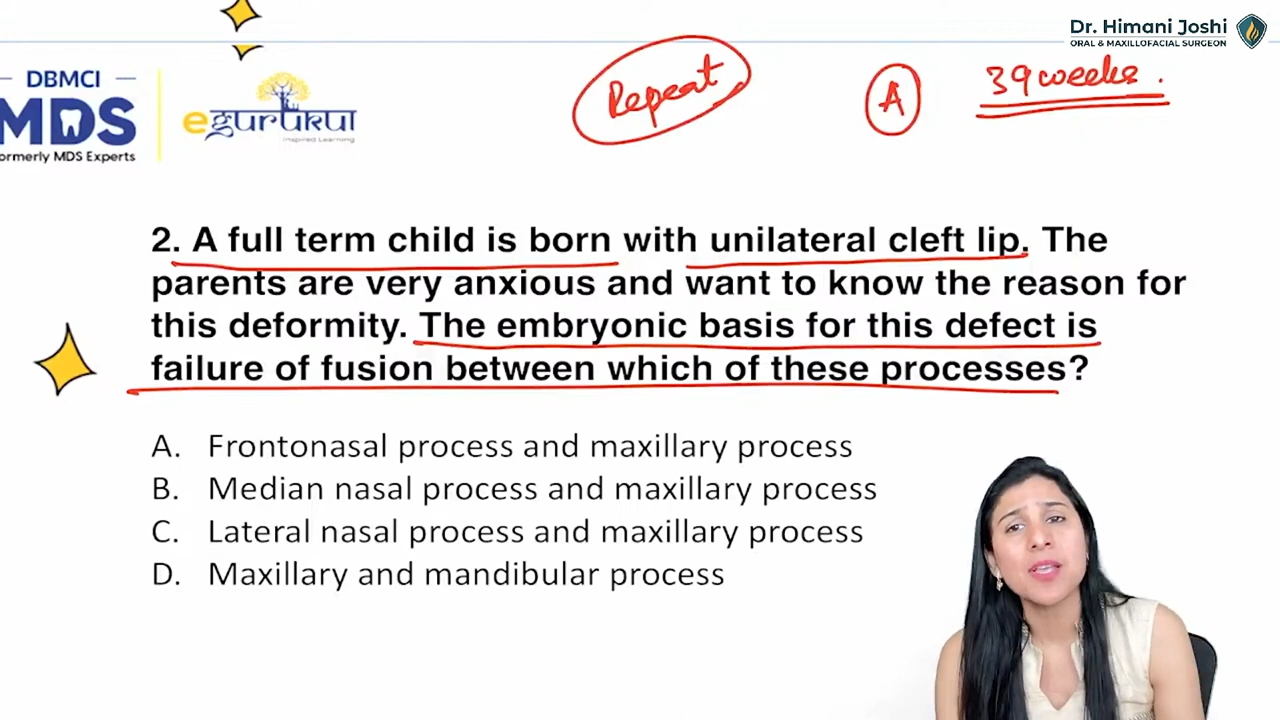 Dr. Himani Joshi
ORAL & MAXILLOFACIAL SURGEON
DBMCI
MDS
ormerly MDS Experts
egurukul
Inspired Learning
Repeat
A
39 weeks.
2. A full term child is born with unilateral cleft lip. The
parents are very anxious and want to know the reason for
this deformity. The embryonic basis for this defect is
failure of fusion between which of these processes?
A. Frontonasal process and maxillary process
B. Median nasal process and maxillary process
C. Lateral nasal process and maxillary process
D. Maxillary and mandibular process